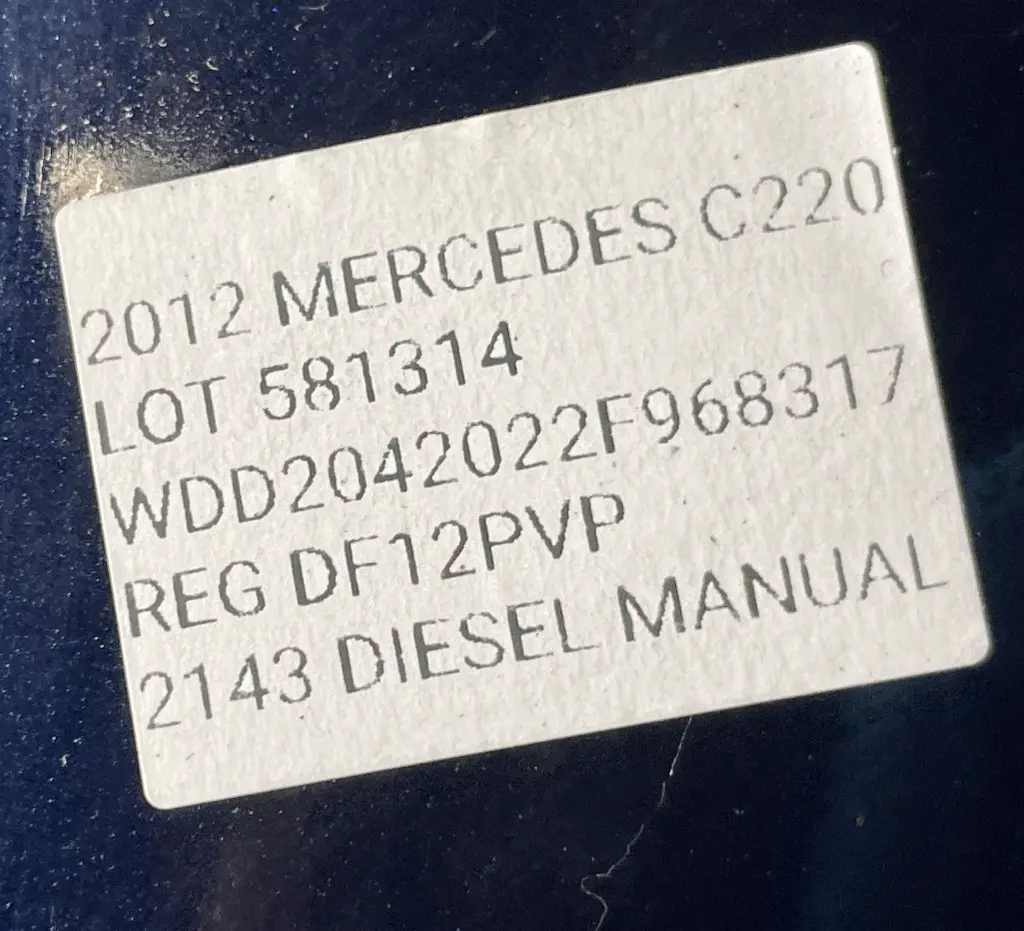 2012 MERCEDES C220
LOT 581314
WDD2042022F968317
REG DF12PVP
2143 DIESEL MANUAL